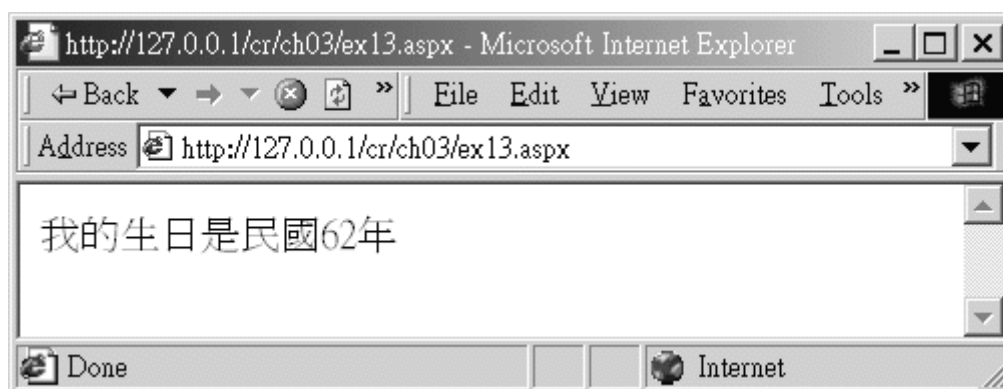 http://127.0.0.1/cr/ch03/ex13.aspx - Microsoft Internet Explorer
Back » File Edit View Favorites Tools »
Address http://127.0.0.1/cr/ch03/ex13.aspx
我的生日是民國62年
Done Internet